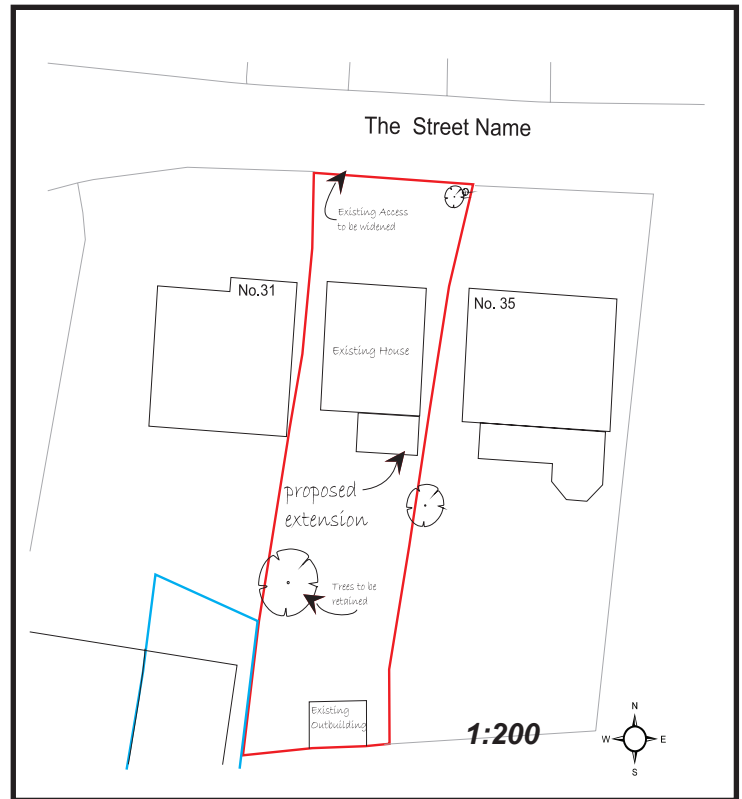 The Street Name
Existing Access
to be widened
No.31
No. 35
Existing House
proposed
extension
Trees to be
retained
Existing
Outbuilding
1:200
N
W
E
S